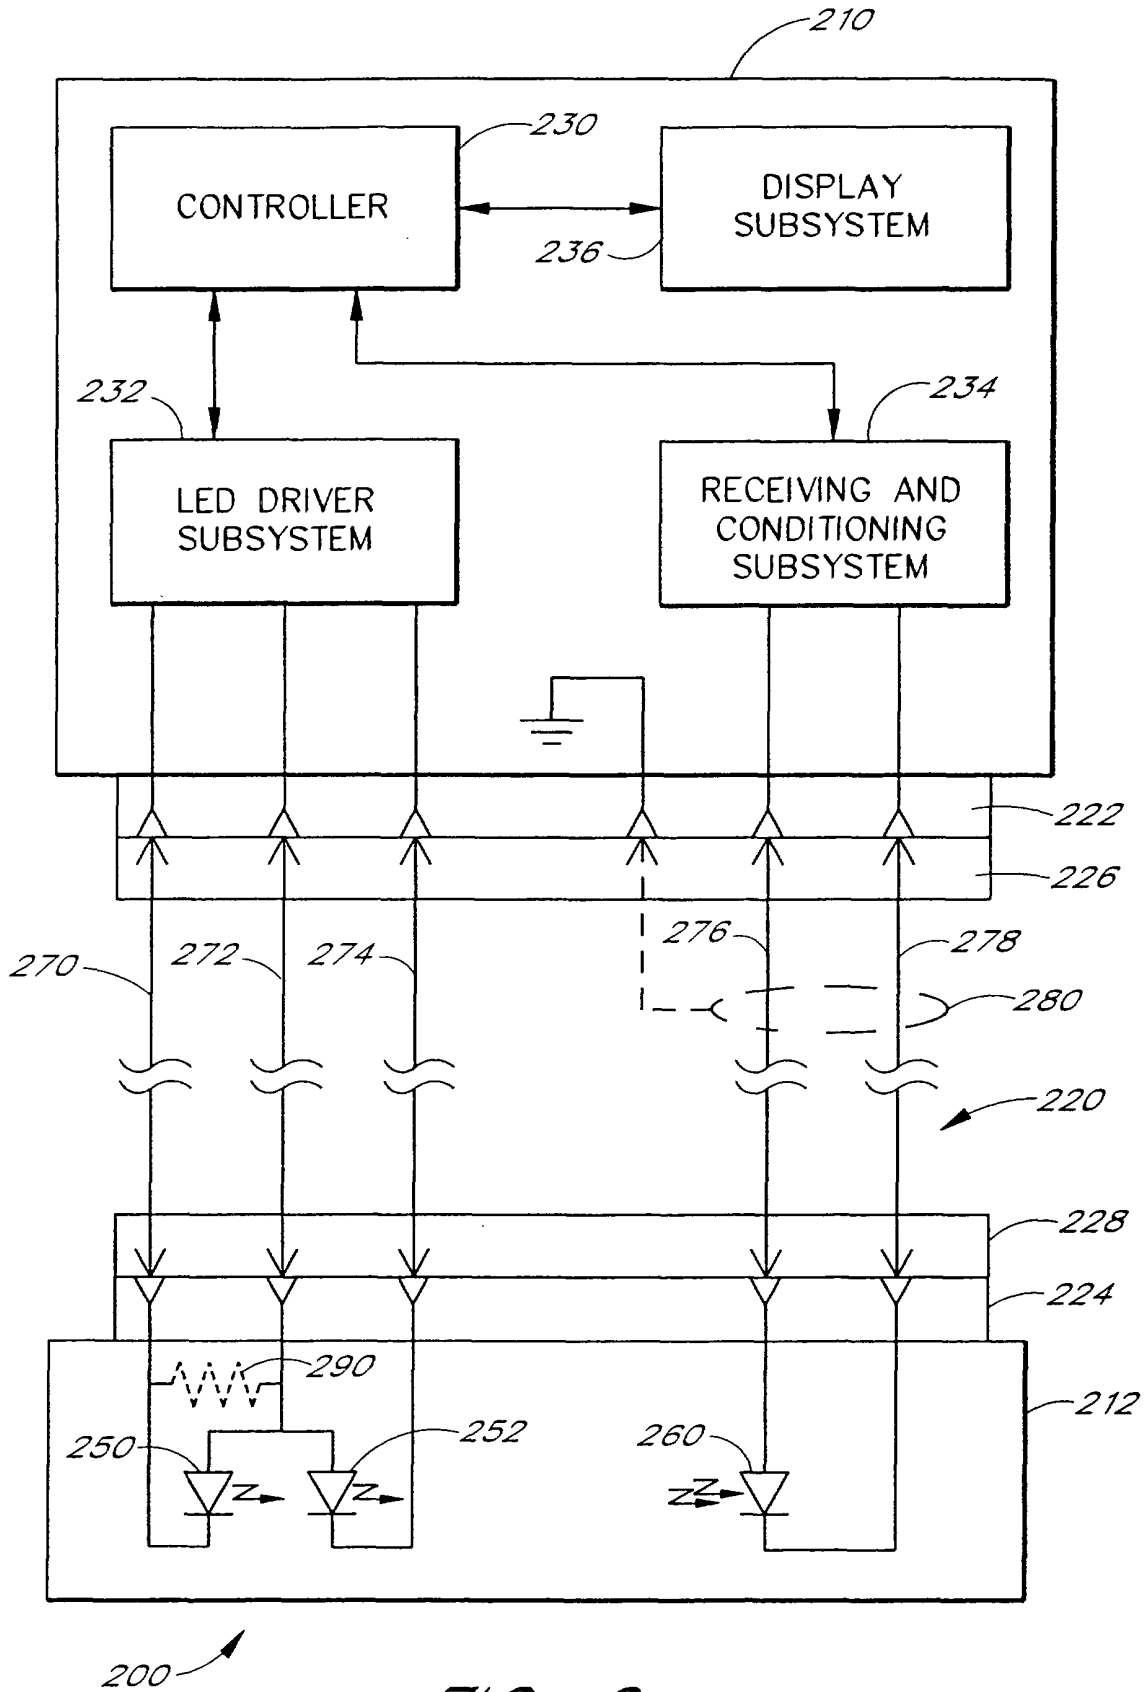 210
230
CONTROLLER
DISPLAY
SUBSYSTEM
236
232
234
LED DRIVER
SUBSYSTEM
RECEIVING AND
CONDITIONING
SUBSYSTEM
222
226
270
272
274
276
278
280
220
228
224
290
212
250
252
260
200